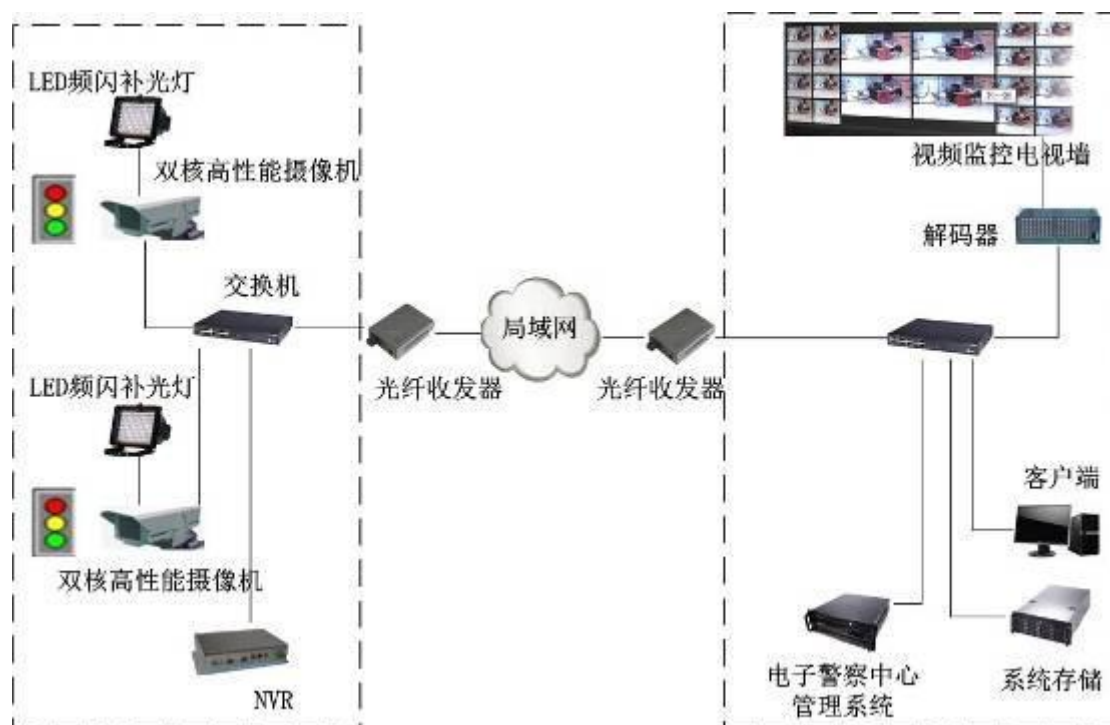 LED频闪补光灯
双核高性能摄像机
交换机
LED频闪补光灯
双核高性能摄像机
NVR
光纤收发器
局域网
光纤收发器
视频监控电视墙
解码器
客户端
电子警察中心
管理系统
系统存储